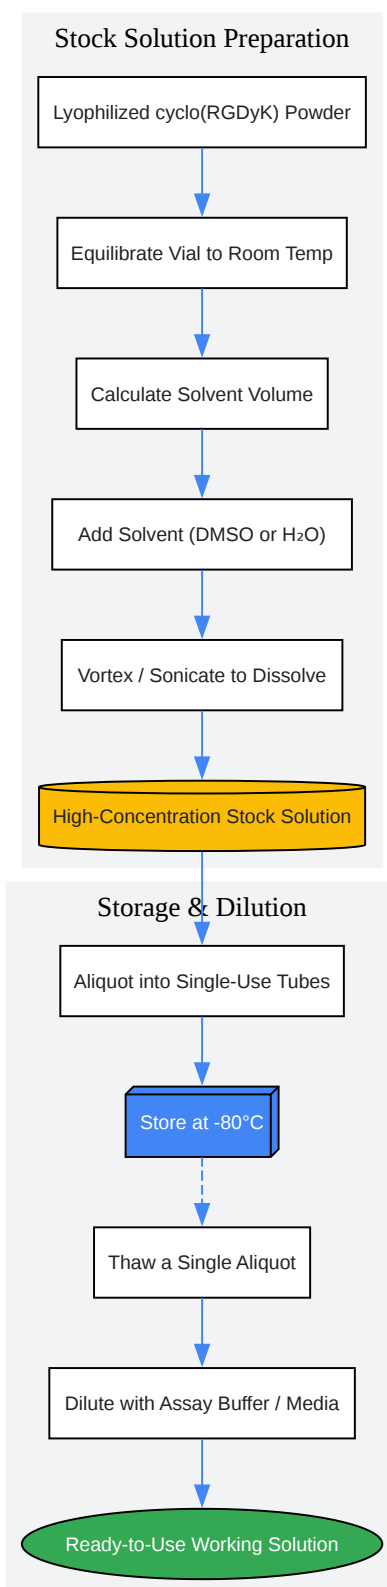 Stock Solution Preparation
Lyophilized cyclo(RGDyK) Powder
Equilibrate Vial to Room Temp
Calculate Solvent Volume
Add Solvent (DMSO or H₂O)
Vortex / Sonicate to Dissolve
High-Concentration Stock Solution
Storage & Dilution
Aliquot into Single-Use Tubes
Store at -80°C
Thaw a Single Aliquot
Dilute with Assay Buffer / Media
Ready-to-Use Working Solution